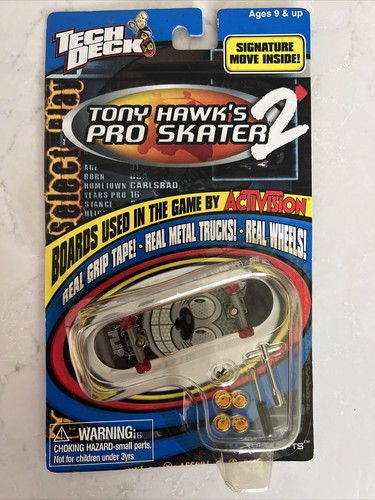 Ages 9 & up
TECH
DECK
SIGNATURE
MOVE INSIDE!
select play
TONY HAWK'S
PRO SKATER 2
AGE
BORN
HOMETOWN CARLSBAD
YEARS PRO 16
STANCE
BOARDS USED IN THE GAME BY ACTIVISION
REAL GRIP TAPE! • REAL METAL TRUCKS! • REAL WHEELS!
FLIP
WARNING:
CHOKING HAZARD-small parts.
Not for children under 3yrs